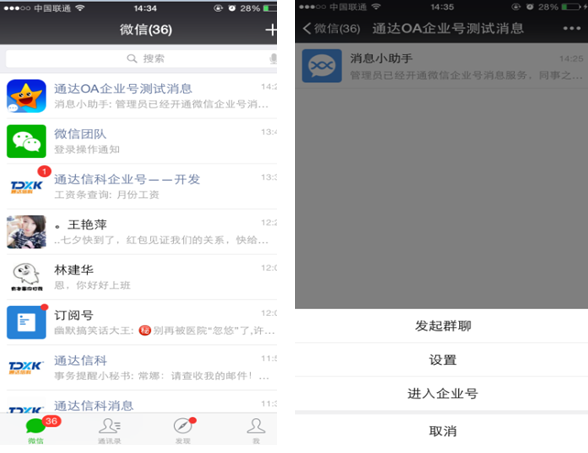 中国联通 14:34 28%
微信(36)
搜索
通达OA企业号测试消息
消息小助手: 管理员已经开通微信企业号消...
微信团队
登录操作通知
1
TDXK
通达信科企业号——开发
工资条查询: 月份工资
。王艳萍
..七夕快到了，红包见证我们的关系，快给...
林建华
恩，你好好上班
订阅号
幽默搞笑话大王: ㊙别再被医院“忽悠”了,许...
TDXK
通达信科
事务提醒小秘书: 常娜：请查收我的邮件！...
TDXK
通达信科消息
36
微信 通讯录 发现 我
中国联通 14:35 28%
微信(36) 通达OA企业号测试消息
消息小助手 14:25
管理员已经开通微信企业号消息服务，同事之...
发起群聊
设置
进入企业号
取消